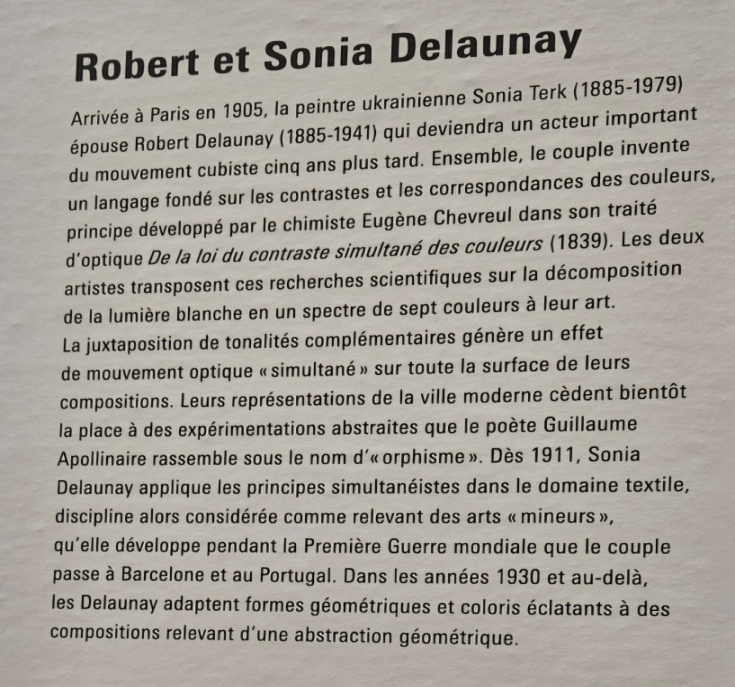 Robert et Sonia Delaunay
Arrivée à Paris en 1905, la peintre ukrainienne Sonia Terk (1885-1979)
épouse Robert Delaunay (1885-1941) qui deviendra un acteur important
du mouvement cubiste cinq ans plus tard. Ensemble, le couple invente
un langage fondé sur les contrastes et les correspondances des couleurs,
principe développé par le chimiste Eugène Chevreul dans son traité
d'optique De la loi du contraste simultané des couleurs (1839). Les deux
artistes transposent ces recherches scientifiques sur la décomposition
de la lumière blanche en un spectre de sept couleurs à leur art.
La juxtaposition de tonalités complémentaires génère un effet
de mouvement optique « simultané » sur toute la surface de leurs
compositions. Leurs représentations de la ville moderne cèdent bientôt
la place à des expérimentations abstraites que le poète Guillaume
Apollinaire rassemble sous le nom d'« orphisme ». Dès 1911, Sonia
Delaunay applique les principes simultanéistes dans le domaine textile,
discipline alors considérée comme relevant des arts « mineurs »,
qu'elle développe pendant la Première Guerre mondiale que le couple
passe à Barcelone et au Portugal. Dans les années 1930 et au-delà,
les Delaunay adaptent formes géométriques et coloris éclatants à des
compositions relevant d'une abstraction géométrique.